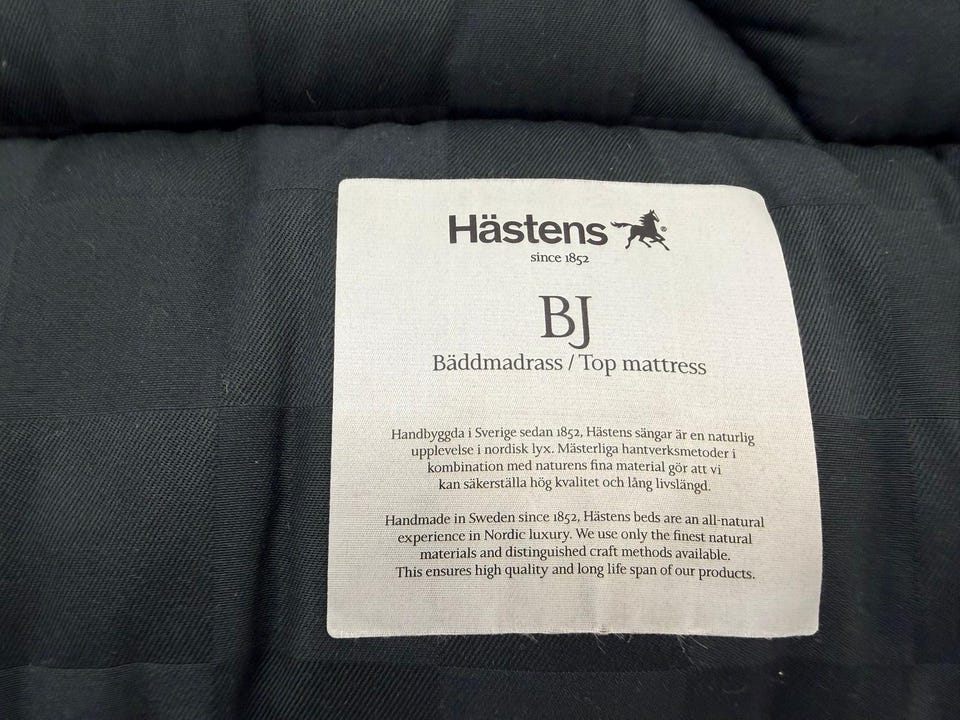 Hästens®
since 1852
BJ
Bäddmadrass / Top mattress
Handbyggda i Sverige sedan 1852, Hästens sängar är en naturlig
upplevelse i nordisk lyx. Mästerliga hantverksmetoder i
kombination med naturens fina material gör att vi
kan säkerställa hög kvalitet och lång livslängd.
Handmade in Sweden since 1852, Hästens beds are an all-natural
experience in Nordic luxury. We use only the finest natural
materials and distinguished craft methods available.
This ensures high quality and long life span of our products.